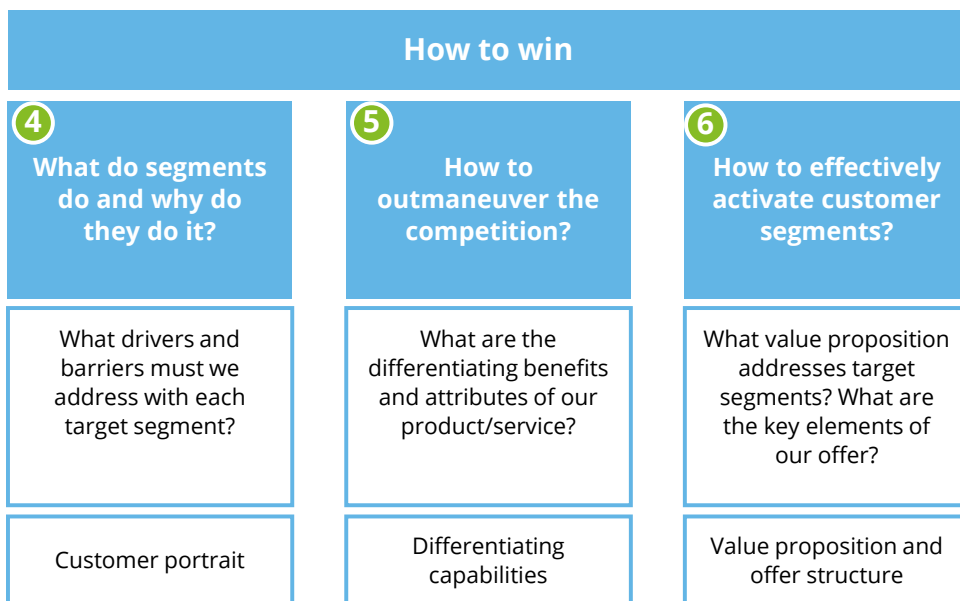 How to win
4
What do segments
do and why do
they do it?
5
How to
outmaneuver the
competition?
6
How to effectively
activate customer
segments?
What drivers and
barriers must we
address with each
target segment?
What are the
differentiating benefits
and attributes of our
product/service?
What value proposition
addresses target
segments? What are
the key elements of
our offer?
Customer portrait
Differentiating
capabilities
Value proposition and
offer structure